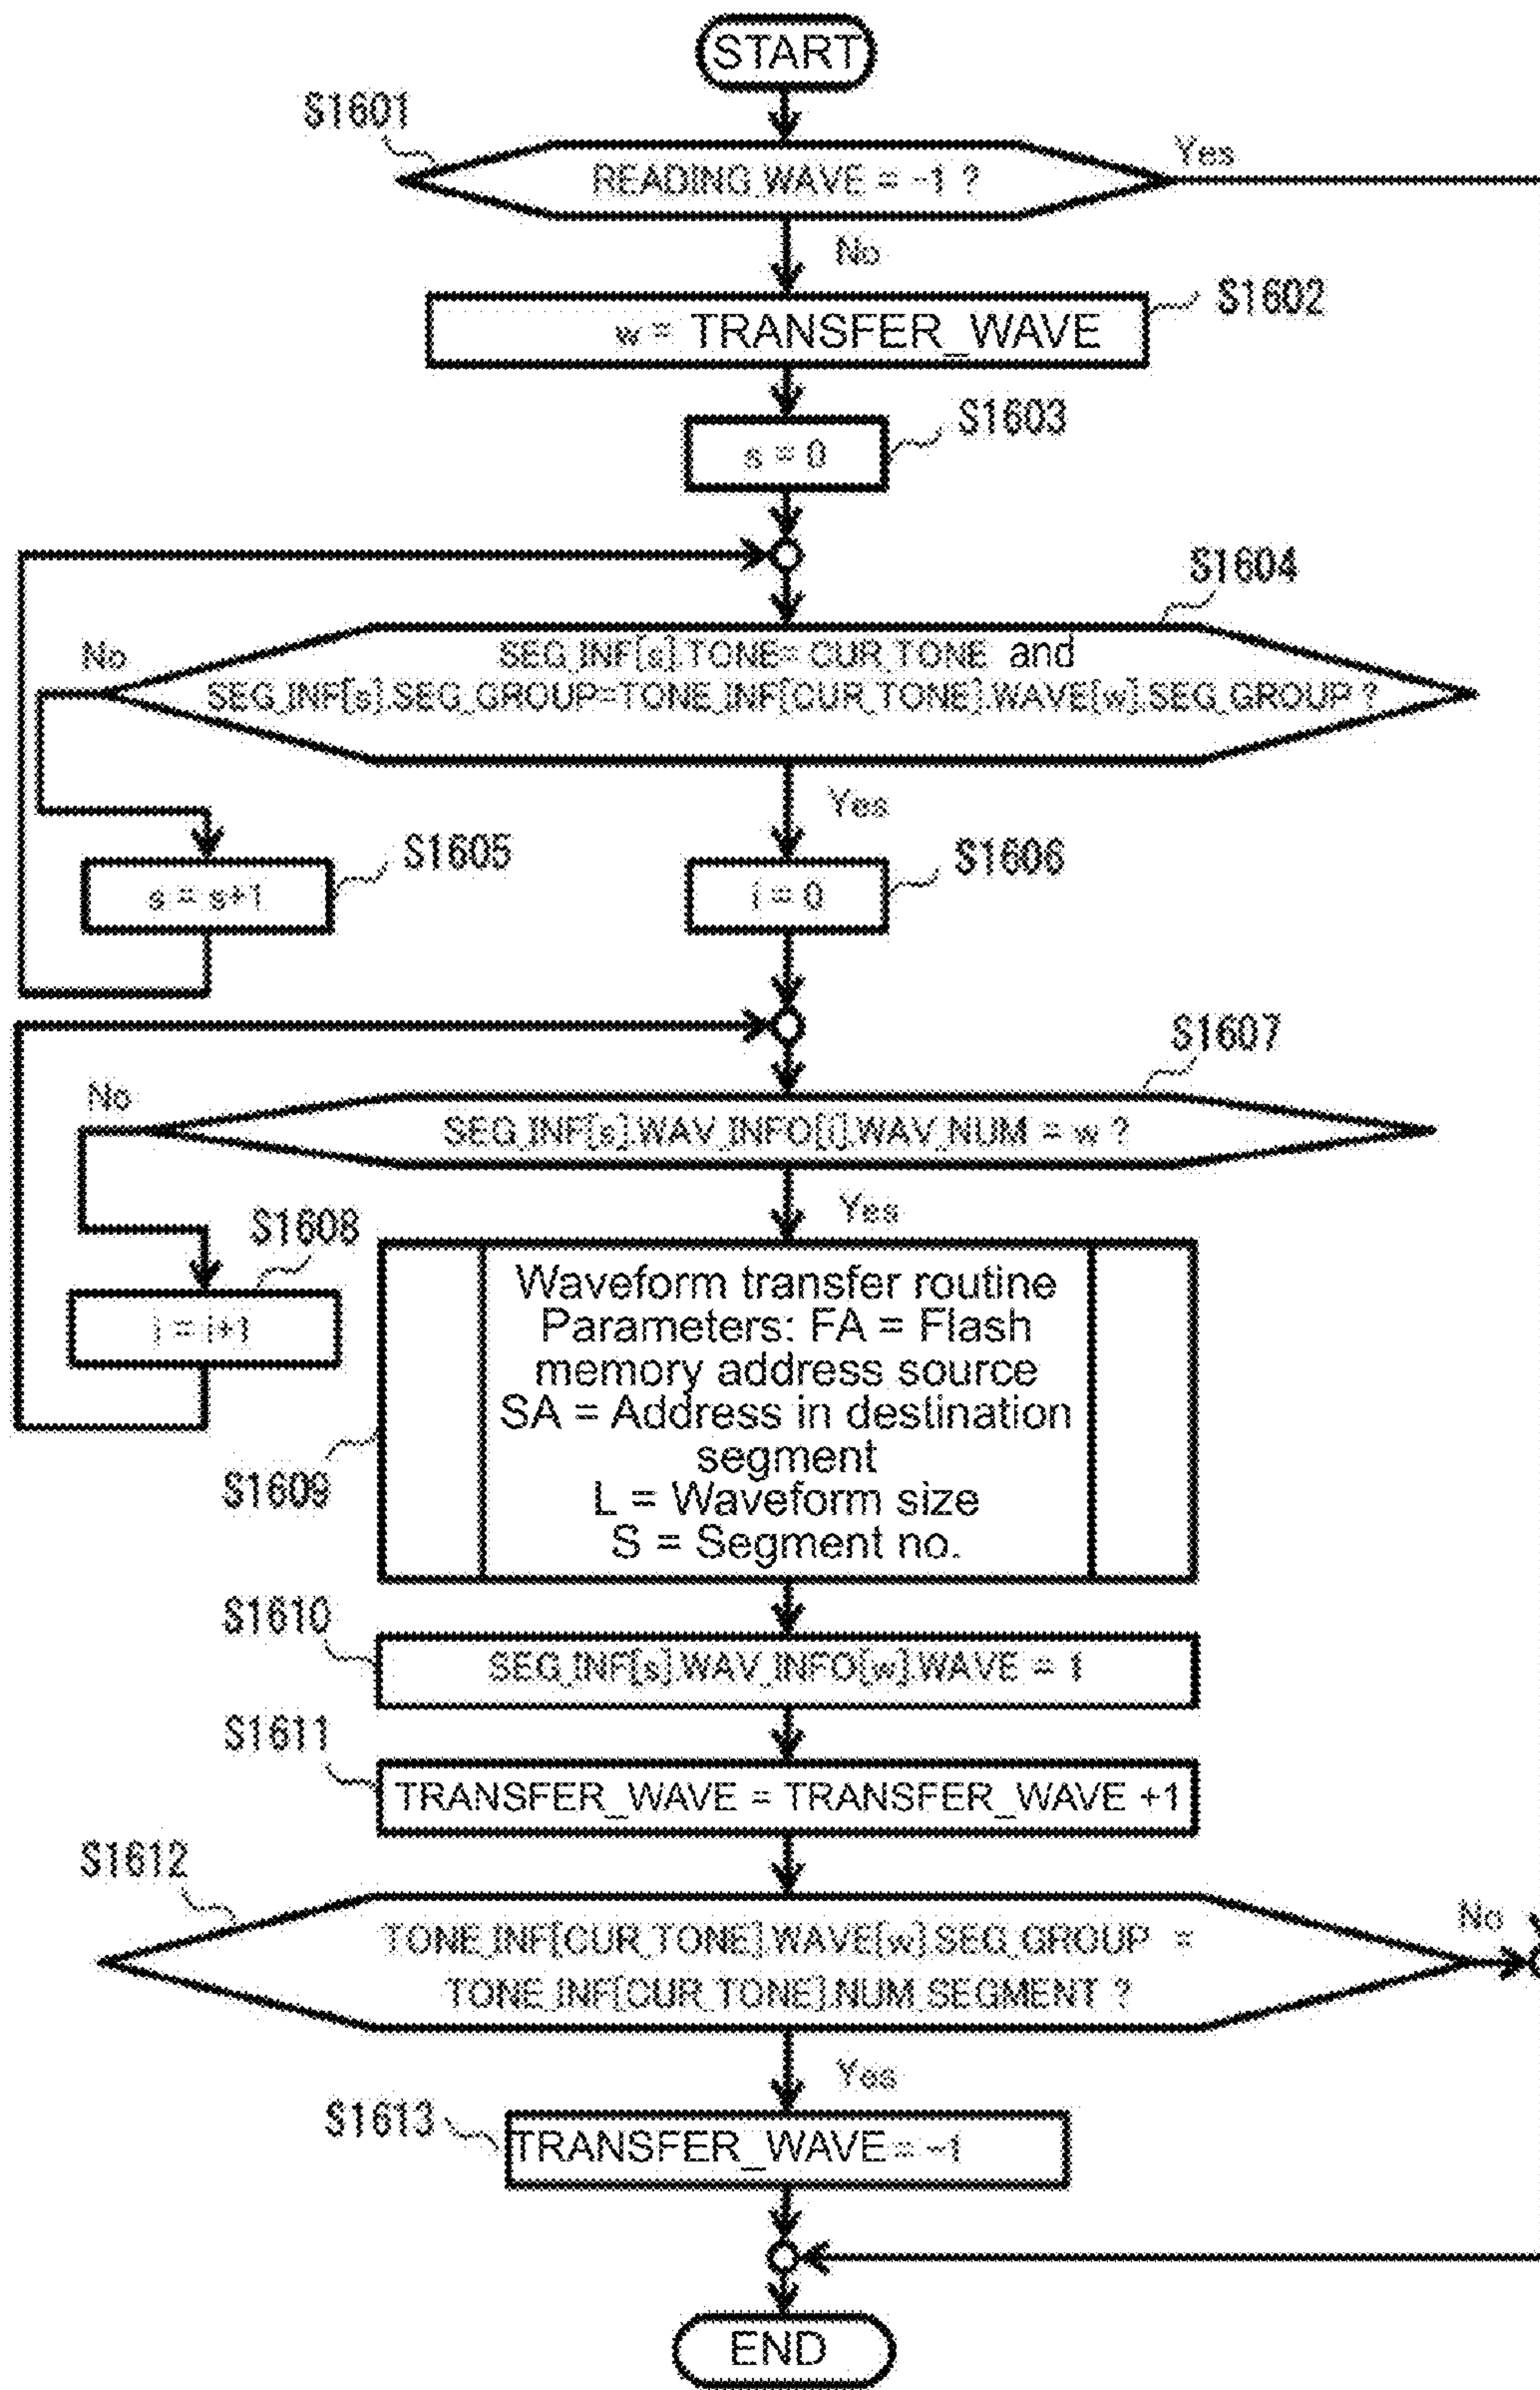 START
S1601
READING_WAVE = -1 ?
Yes
No
w = TRANSFER_WAVE
S1602
s = 0
S1603
S1604
No
SEG_INF[s].TONE= CUR_TONE and
SEG_INF[s].SEG_GROUP=TONE_INF[CUR_TONE].WAVE[w].SEG_GROUP ?
Yes
s = s+1
S1605
i = 0
S1606
S1607
No
SEG_INF[s].WAV_INFO[i].WAV_NUM = w ?
Yes
S1608
i = i+1
Waveform transfer routine
Parameters: FA = Flash
memory address source
SA = Address in destination
segment
L = Waveform size
S = Segment no.
S1609
S1610
SEG_INF[s].WAV_INFO[w].WAVE = 1
S1611
TRANSFER_WAVE = TRANSFER_WAVE +1
S1612
TONE_INF[CUR_TONE].WAVE[w].SEG_GROUP =
TONE_INF[CUR_TONE].NUM_SEGMENT ?
No
Yes
S1613
TRANSFER_WAVE = -1
END